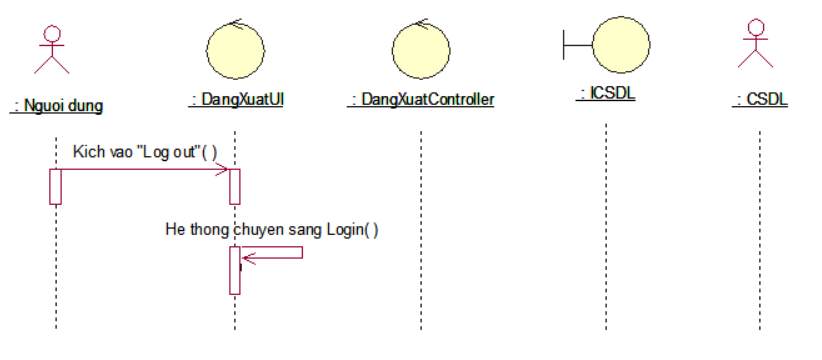 : Nguoi dung
: DangXuatUI
: DangXuatController
: ICSDL
: CSDL
Kich vao "Log out"( )
He thong chuyen sang Login( )